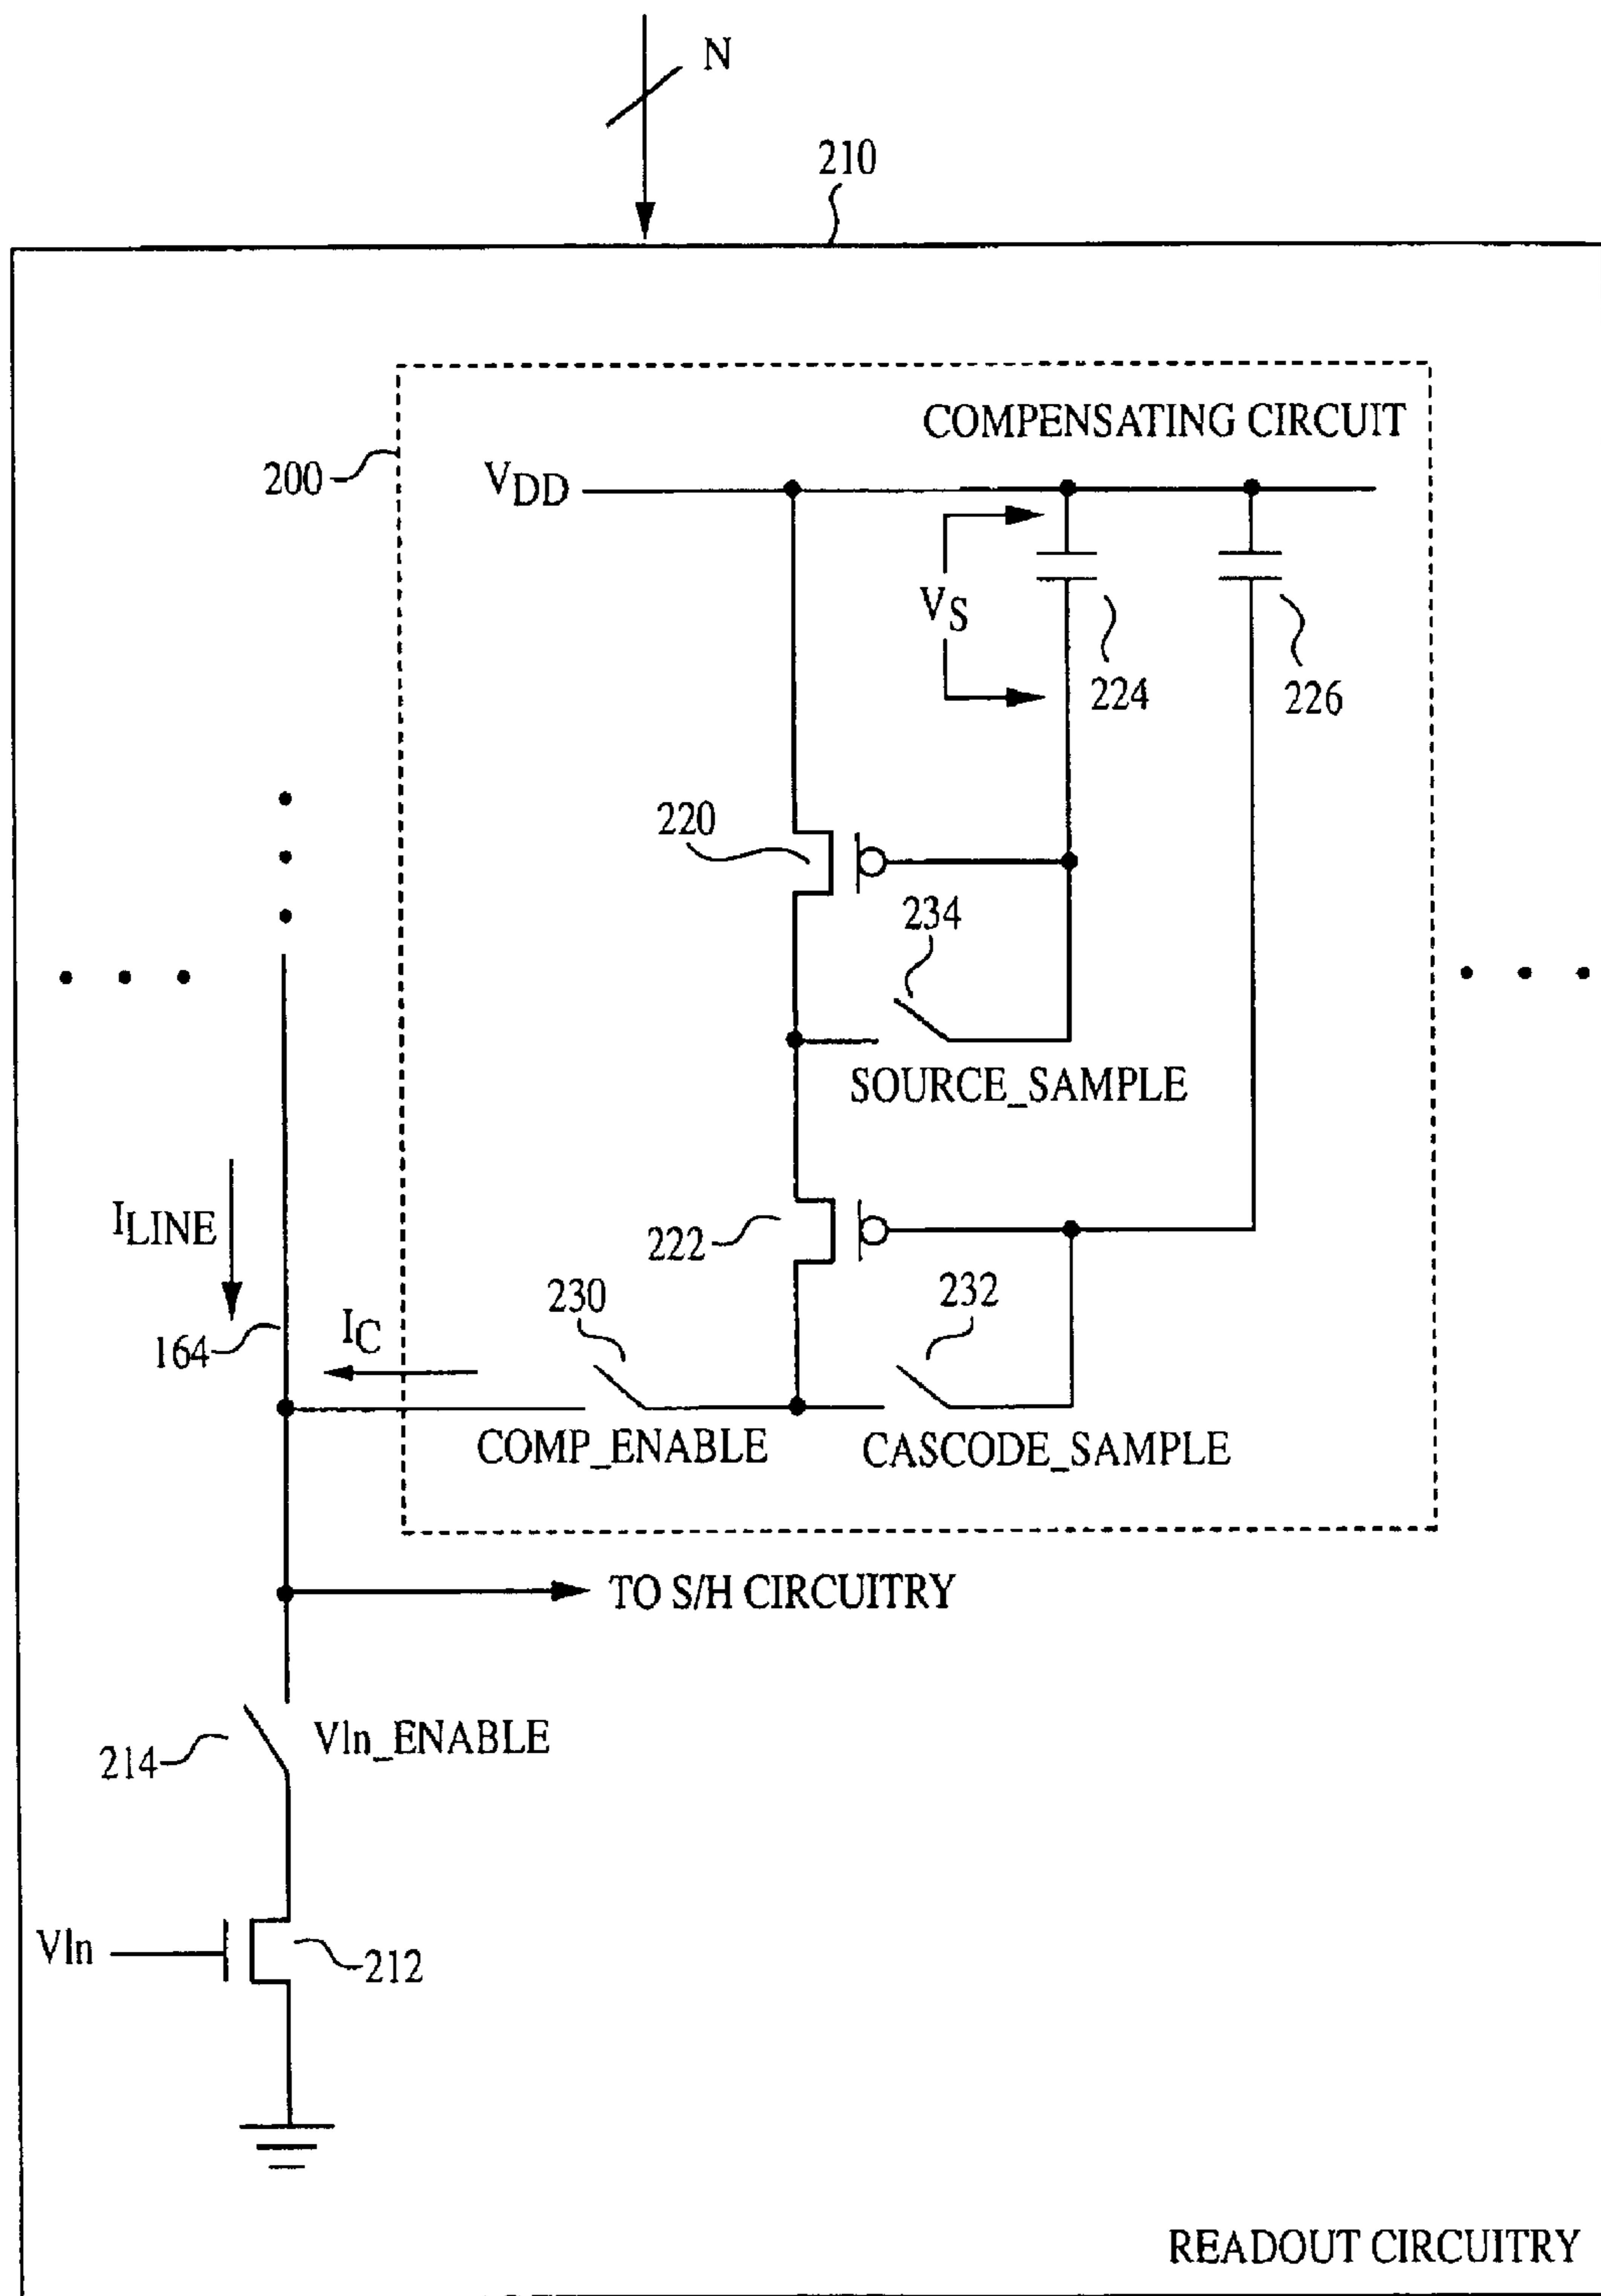 N
210
COMPENSATING CIRCUIT
200
VDD
VS
224
226
220
234
SOURCE_SAMPLE
ILINE
222
230
232
164
IC
COMP_ENABLE
CASCODE_SAMPLE
TO S/H CIRCUITRY
214
Vln_ENABLE
Vln
212
READOUT CIRCUITRY